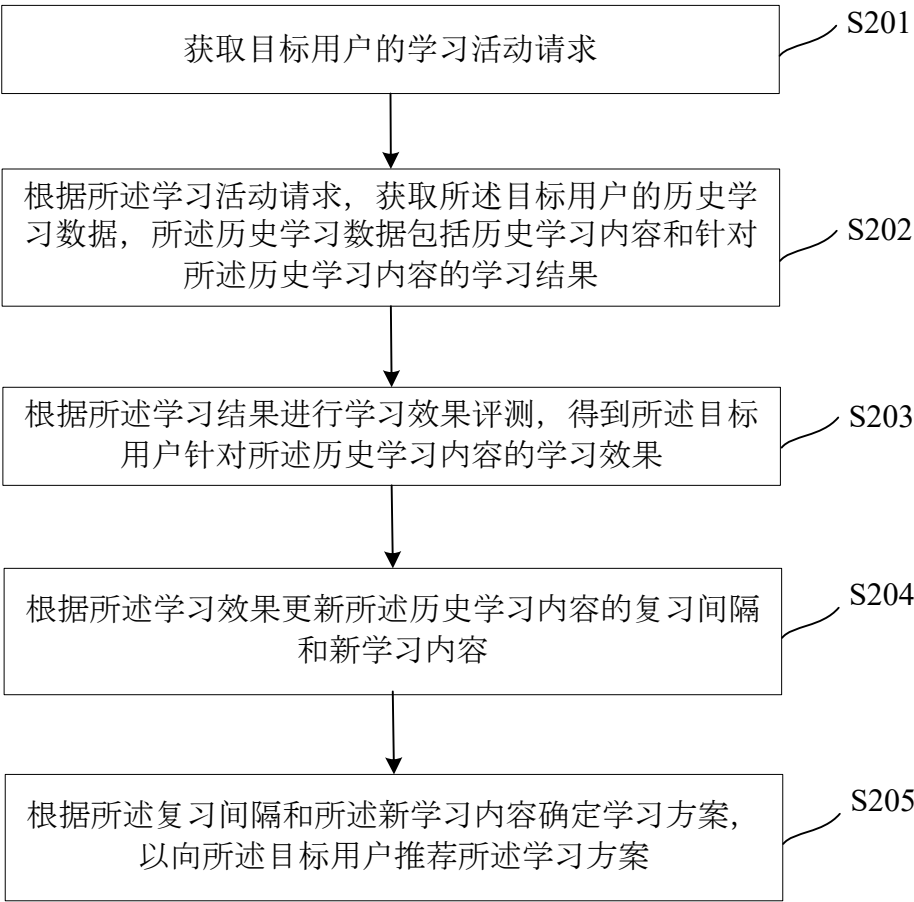 获取目标用户的学习活动请求
S201
根据所述学习活动请求，获取所述目标用户的历史学
习数据，所述历史学习数据包括历史学习内容和针对
所述历史学习内容的学习结果
S202
根据所述学习结果进行学习效果评测，得到所述目标
用户针对所述历史学习内容的学习效果
S203
根据所述学习效果更新所述历史学习内容的复习间隔
和新学习内容
S204
根据所述复习间隔和所述新学习内容确定学习方案，
以向所述目标用户推荐所述学习方案
S205